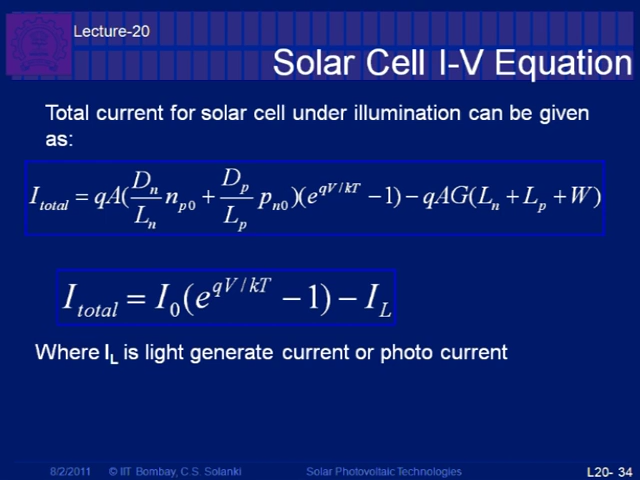 Lecture-20
Solar Cell I-V Equation
Total current for solar cell under illumination can be given
as:
I_total = qA(D_n/L_n n_p0 + D_p/L_p p_n0)(e^{qV/kT} − 1) − qAG(L_n + L_p + W)
I_total = I_0(e^{qV/kT} − 1) − I_L
Where I_L is light generate current or photo current
8/2/2011 © IIT Bombay, C.S. Solanki Solar Photovoltaic Technologies L20- 34